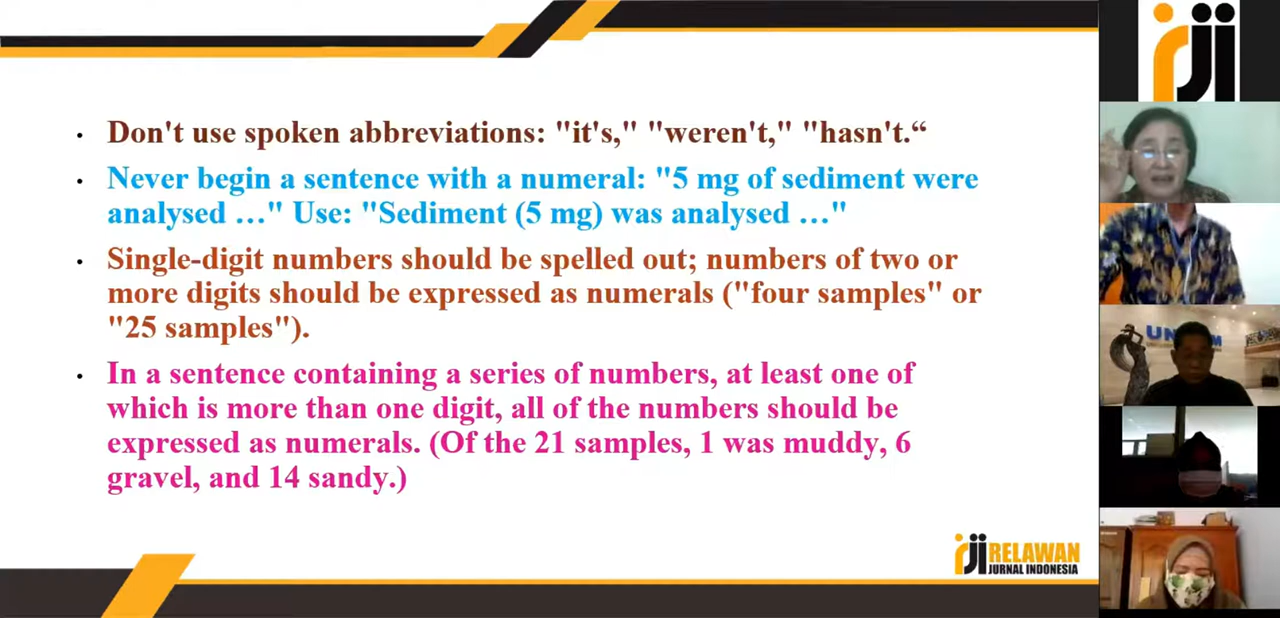 • Don't use spoken abbreviations: "it's," "weren't," "hasn't.“
• Never begin a sentence with a numeral: "5 mg of sediment were
analysed …" Use: "Sediment (5 mg) was analysed …"
• Single-digit numbers should be spelled out; numbers of two or
more digits should be expressed as numerals ("four samples" or
"25 samples").
• In a sentence containing a series of numbers, at least one of
which is more than one digit, all of the numbers should be
expressed as numerals. (Of the 21 samples, 1 was muddy, 6
gravel, and 14 sandy.)
rji RELAWAN
JURNAL INDONESIA
rji